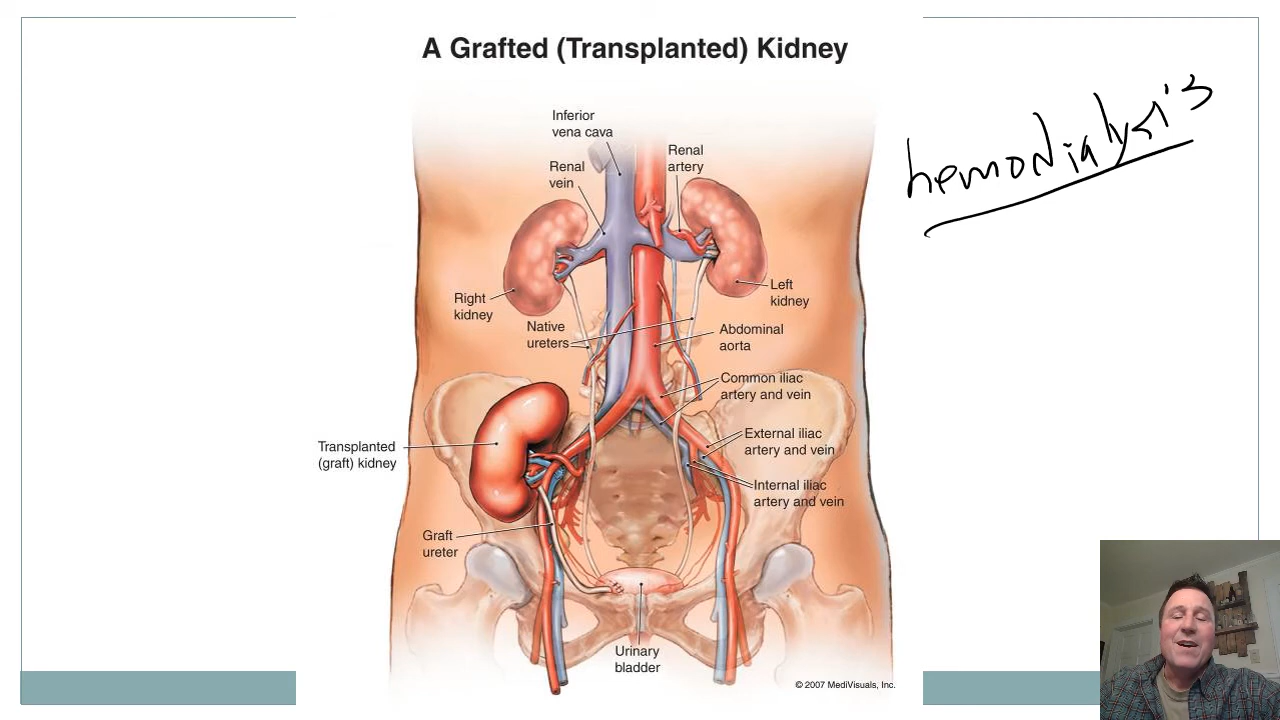 A Grafted (Transplanted) Kidney
hemodialysis
Inferior
vena cava
Renal
artery
Renal
vein
Right
kidney
Left
kidney
Native
ureters
Abdominal
aorta
Common iliac
artery and vein
External iliac
artery and vein
Transplanted
(graft) kidney
Internal iliac
artery and vein
Graft
ureter
Urinary
bladder
© 2007 MediVisuals, Inc.